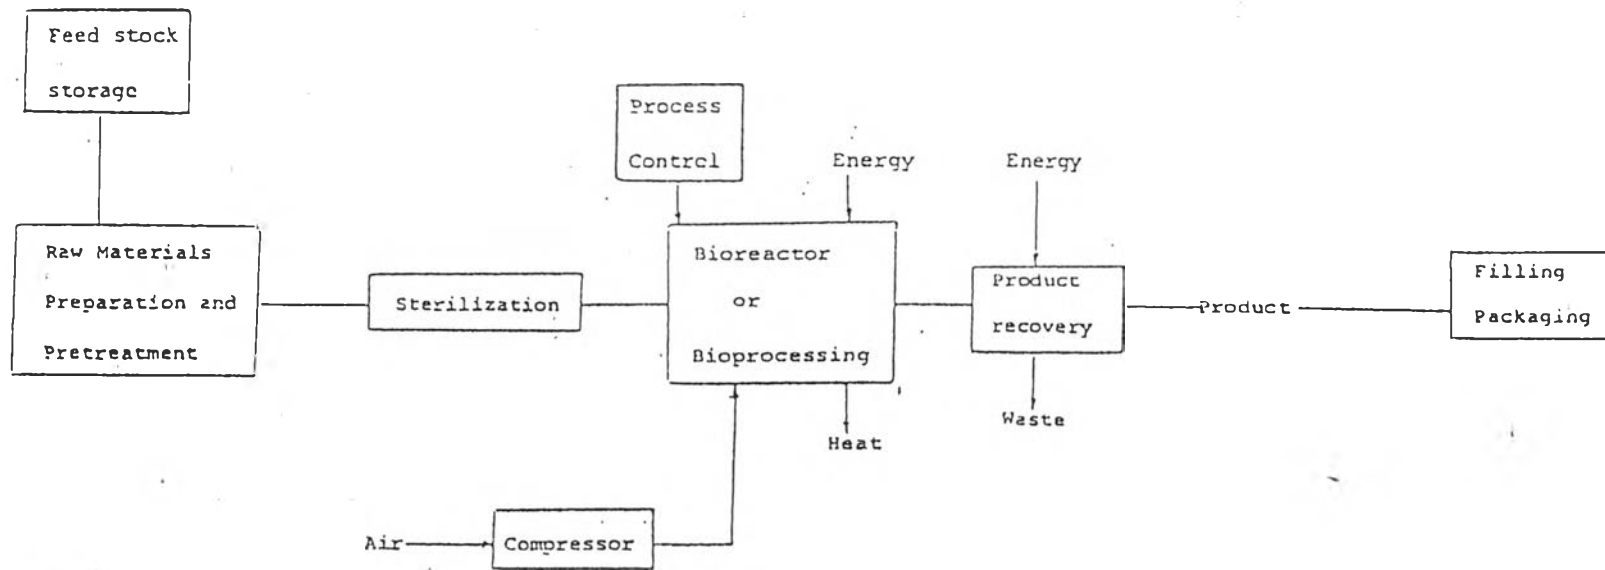 Feed stock
storage
Process
Control
Energy
Energy
Raw Materials
Preparation and
Pretreatment
Sterilization
Bioreactor
or
Bioprocessing
Product
recovery
Product
Filling
Packaging
Heat
Waste
Air
Compressor